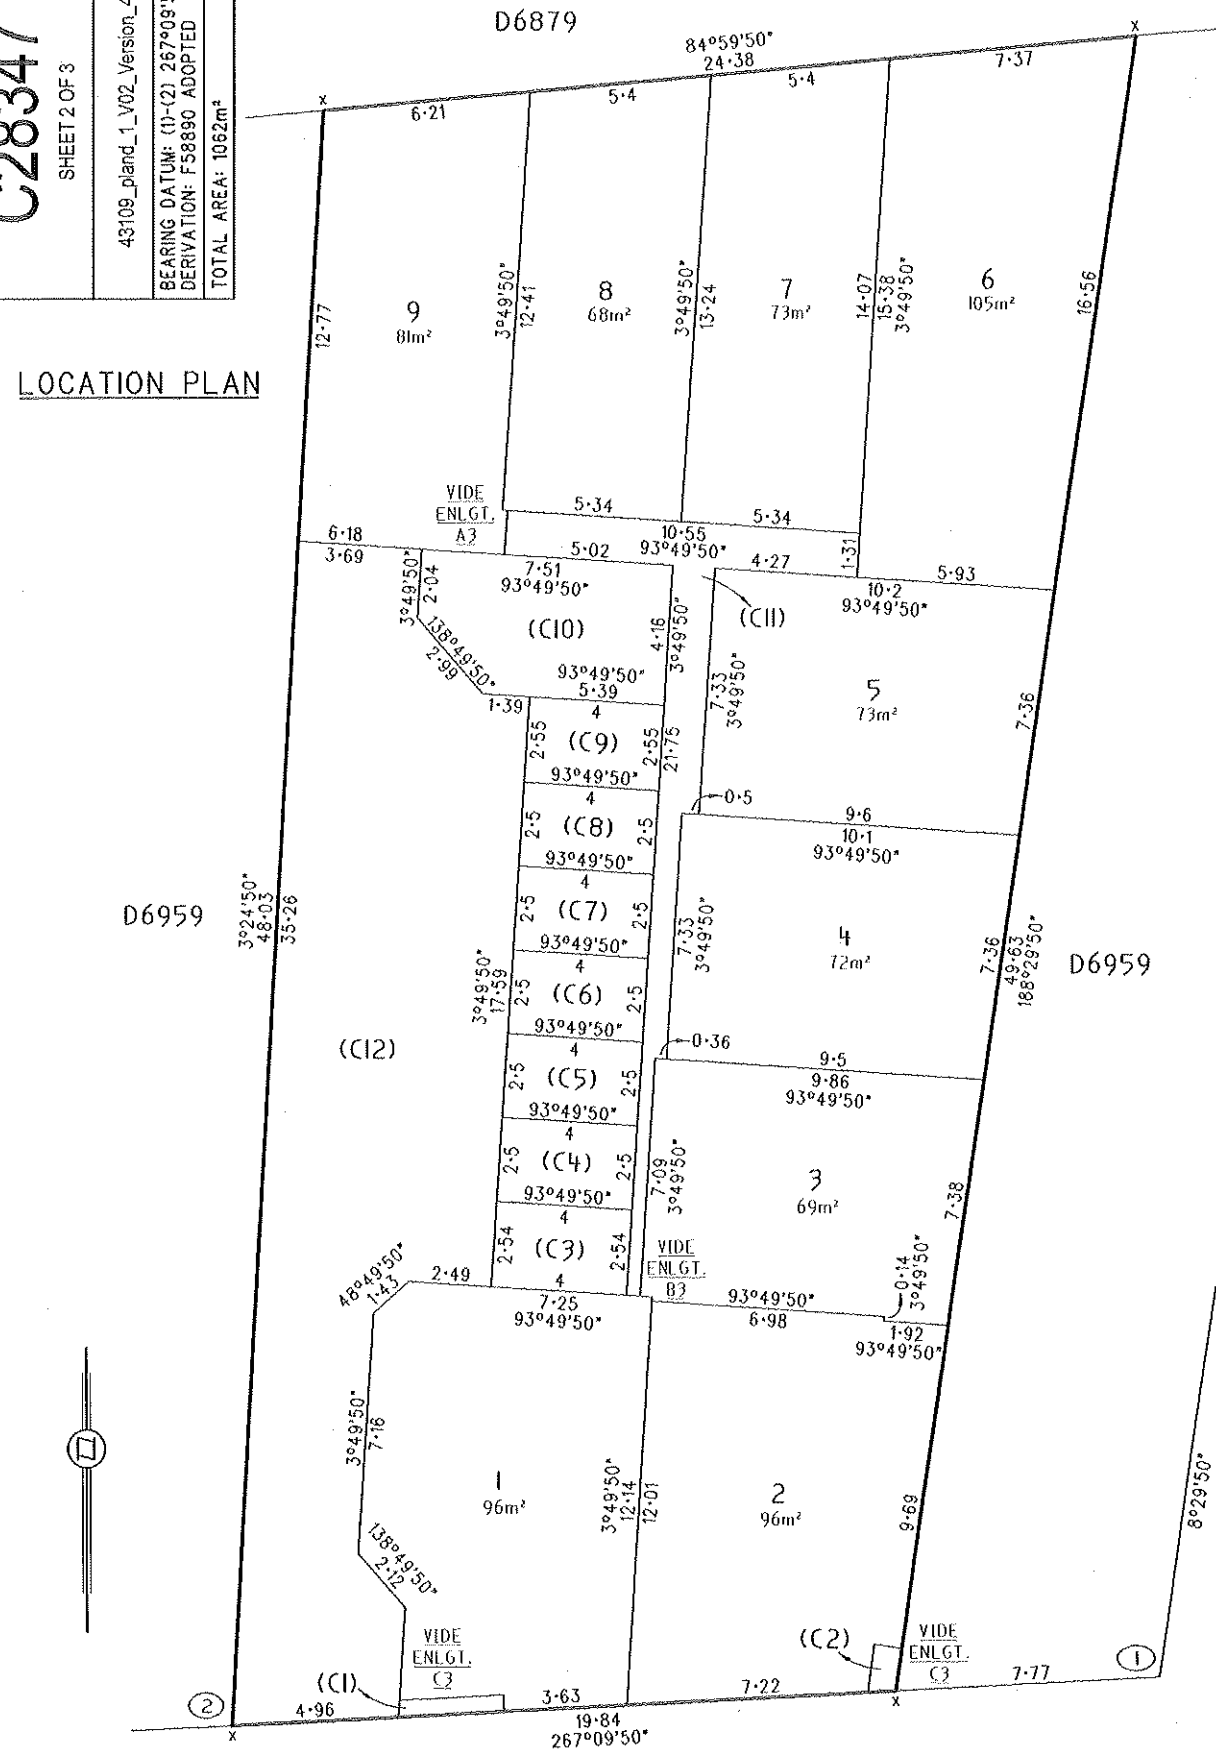 C28347
SHEET 2 OF 3
43109_pland_1_V02_Version_4
BEARING DATUM: (1)-(2) 267°09'5
DERIVATION: F58890 ADOPTED
TOTAL AREA: 1062m²
LOCATION PLAN
D6879
84°59'50"
24·38
x
x
6·21
5·4
5·4
7·37
12·77
9
81m²
3°49'50"
12·41
8
68m²
3°49'50"
13·24
7
73m²
14·07
15·38
3°49'50"
6
105m²
16·56
VIDE
ENLGT.
A3
5·34
5·34
10·55
93°49'50"
1·31
6·18
3·69
5·02
7·51
93°49'50"
4·27
5·93
10·2
93°49'50"
3°49'50"
2·04
138°49'50"
2·99
(C10)
4·16
3°49'50"
(C11)
93°49'50"
5·39
1·39
7·33
3°49'50"
5
73m²
7·36
4
2·55
(C9)
2·55
21·75
93°49'50"
0·5
4
2·5
(C8)
2·5
93°49'50"
9·6
10·1
93°49'50"
4
2·5
(C7)
2·5
93°49'50"
D6959
3°24'50"
48·03
35·26
7·33
3°49'50"
4
72m²
7·36
49·63
188°29'50"
D6959
3°49'50"
17·59
4
2·5
(C6)
2·5
93°49'50"
(C12)
0·36
9·5
9·86
93°49'50"
4
2·5
(C5)
2·5
93°49'50"
4
2·5
(C4)
2·5
93°49'50"
7·09
3°49'50"
3
69m²
7·38
4
2·54
(C3)
2·54
VIDE
ENLGT.
B3
0·14
3°49'50"
48°49'50"
1·43
2·49
4
7·25
93°49'50"
93°49'50"
6·98
1·92
93°49'50"
3°49'50"
7·16
1
96m²
3°49'50"
12·14
12·01
2
96m²
9·69
8°29'50"
138°49'50"
2·12
VIDE
ENLGT.
C3
(C1)
(C2)
VIDE
ENLGT.
C3
1
2
4·96
3·63
7·22
7·77
x
x
19·84
267°09'50"